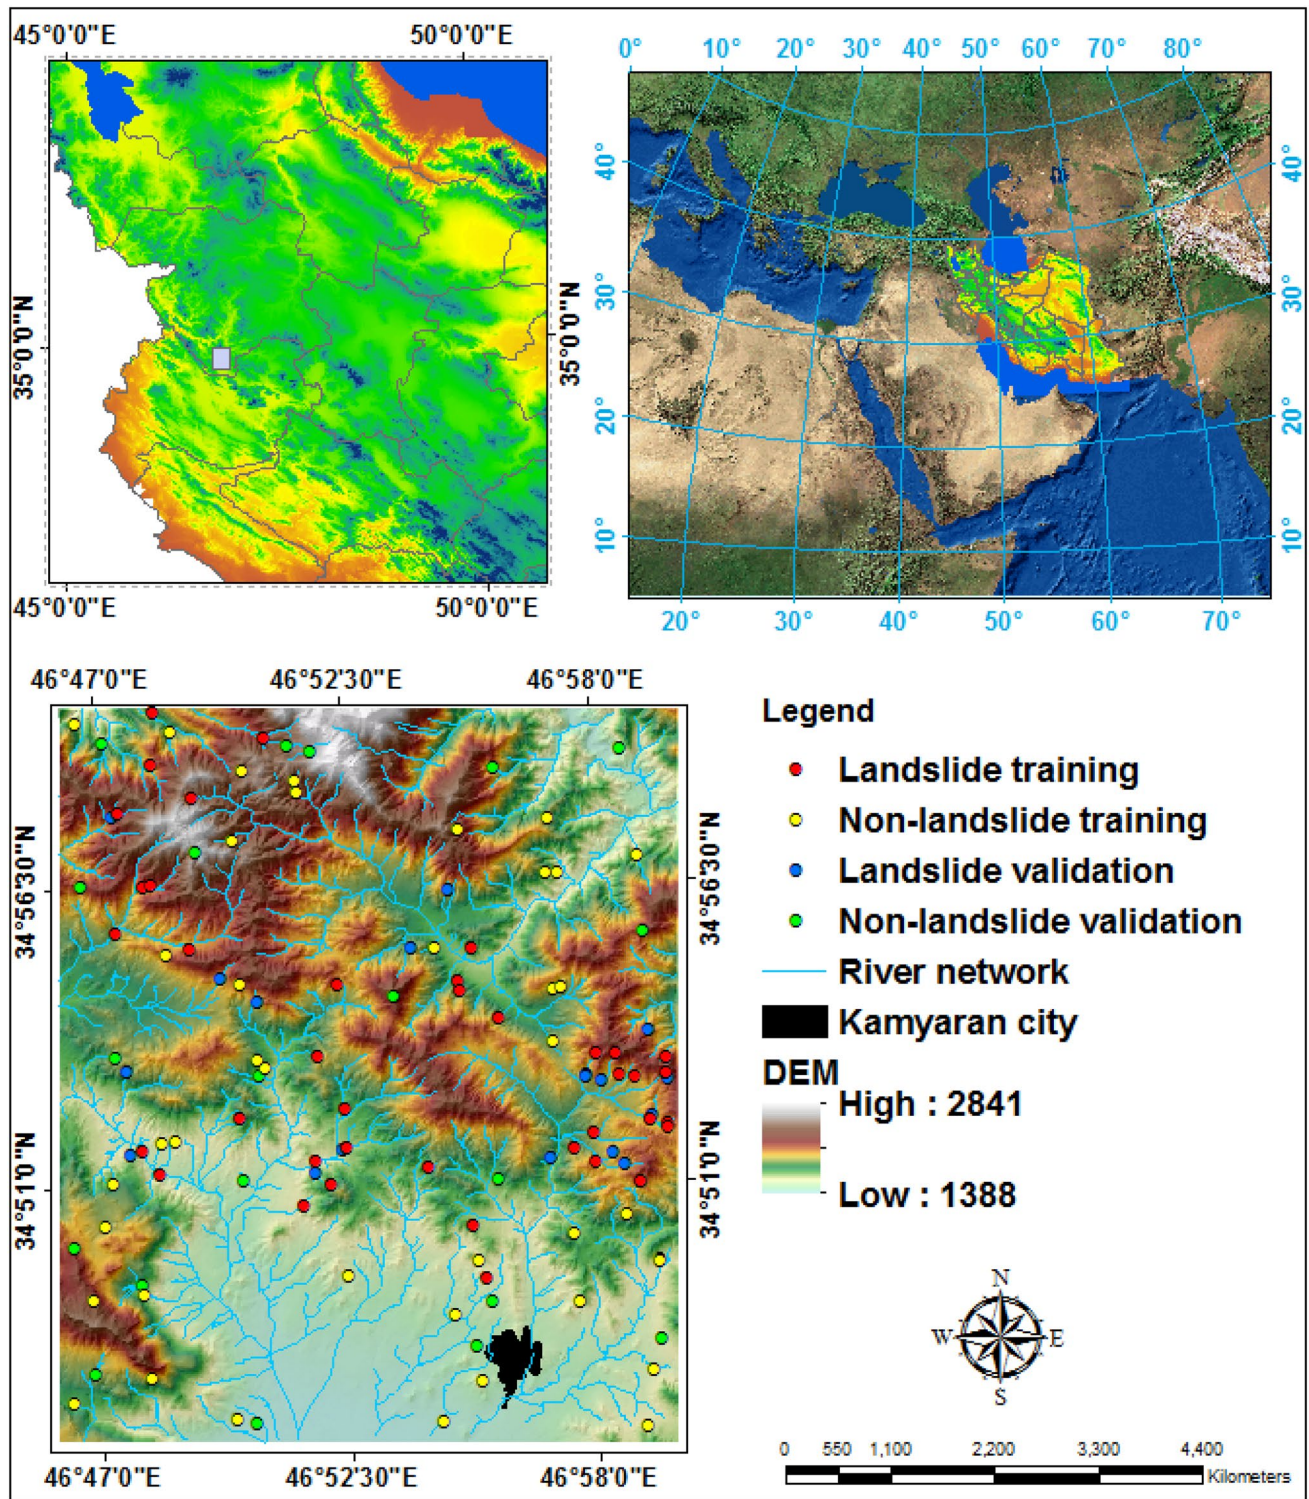 45°0'0"E 50°0'0"E
35°0'0"N
35°0'0"N
45°0'0"E 50°0'0"E
0° 10° 20° 30° 40° 50° 60° 70° 80°
40° 40°
30° 30°
20° 20°
10° 10°
20° 30° 40° 50° 60° 70°
46°47'0"E 46°52'30"E 46°58'0"E
34°56'30"N
34°56'30"N
34°51'0"N
34°51'0"N
46°47'0"E 46°52'30"E 46°58'0"E
Legend
Landslide training
Non-landslide training
Landslide validation
Non-landslide validation
River network
Kamyaran city
DEM
High : 2841
Low : 1388
N
W E
S
0 550 1,100 2,200 3,300 4,400
Kilometers